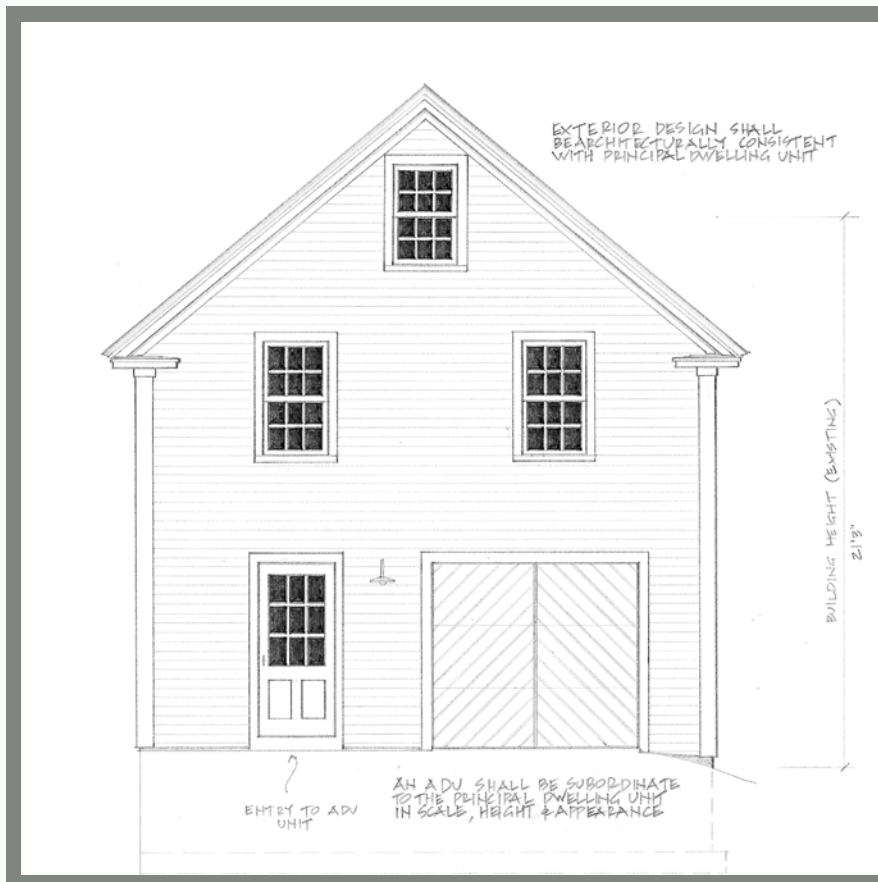 EXTERIOR DESIGN SHALL
BEARCHITECTURALLY CONSISTENT
WITH PRINCIPAL DWELLING UNIT
BUILDING HEIGHT (EXISTING)
21'3"
ENTRY TO ADU
UNIT
AN ADU SHALL BE SUBORDINATE
TO THE PRINCIPAL DWELLING UNIT
IN SCALE, HEIGHT & APPEARANCE